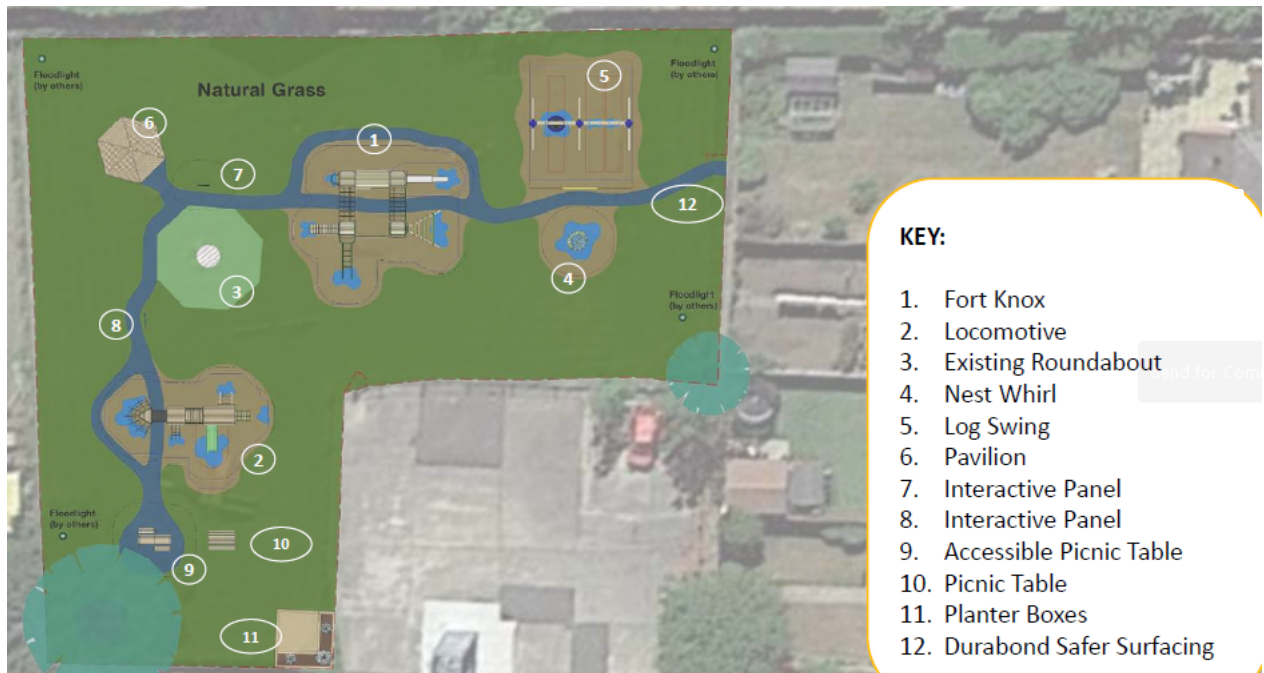 Floodlight
(by others)
Natural Grass
Floodlight
(by others)
5
6
1
7
12
3
4
Floodlight
(by others)
8
2
Floodlight
(by others)
10
9
11
KEY:
1. Fort Knox
2. Locomotive
3. Existing Roundabout
4. Nest Whirl
5. Log Swing
6. Pavilion
7. Interactive Panel
8. Interactive Panel
9. Accessible Picnic Table
10. Picnic Table
11. Planter Boxes
12. Durabond Safer Surfacing